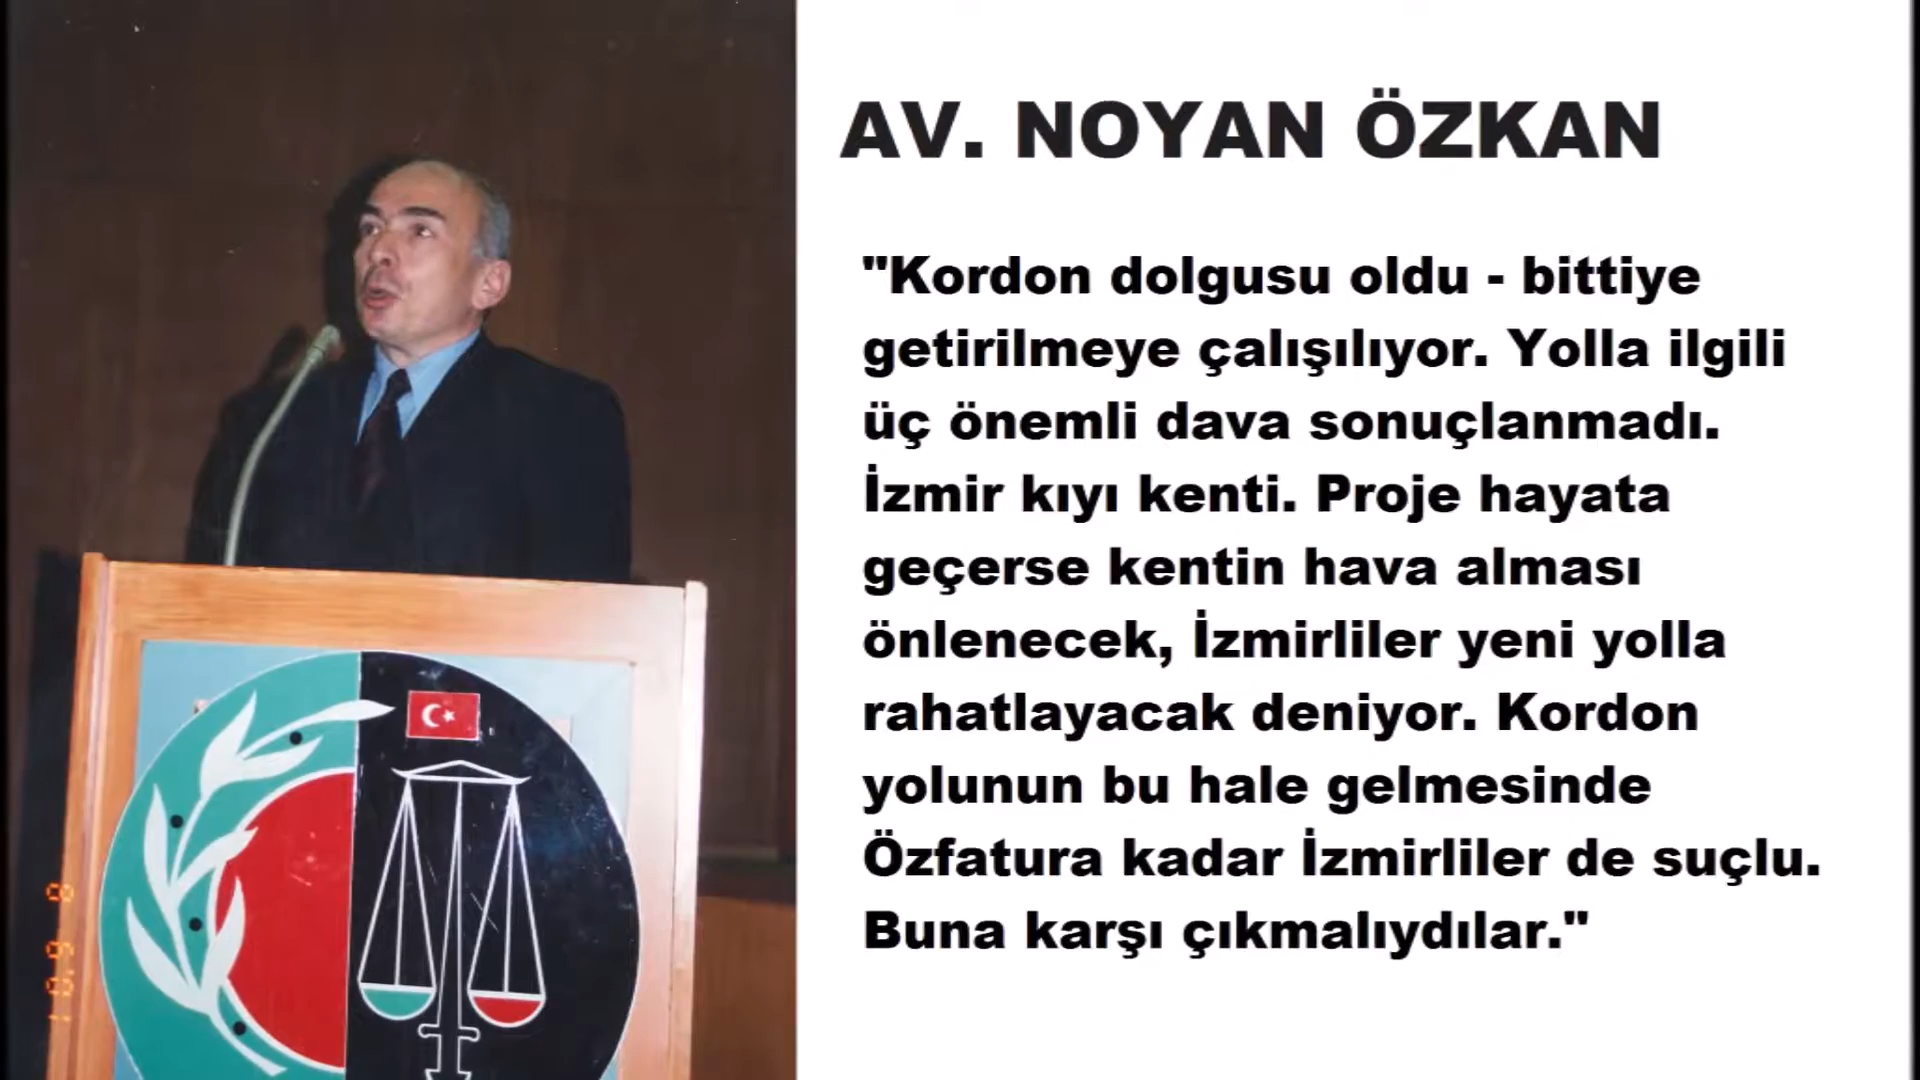 AV. NOYAN ÖZKAN
"Kordon dolgusu oldu - bittiye
getirilmeye çalışılıyor. Yolla ilgili
üç önemli dava sonuçlanmadı.
İzmir kıyı kenti. Proje hayata
geçerse kentin hava alması
önlenecek, İzmirliler yeni yolla
rahatlayacak deniyor. Kordon
yolunun bu hale gelmesinde
Özfatura kadar İzmirliler de suçlu.
Buna karşı çıkmalıydılar."